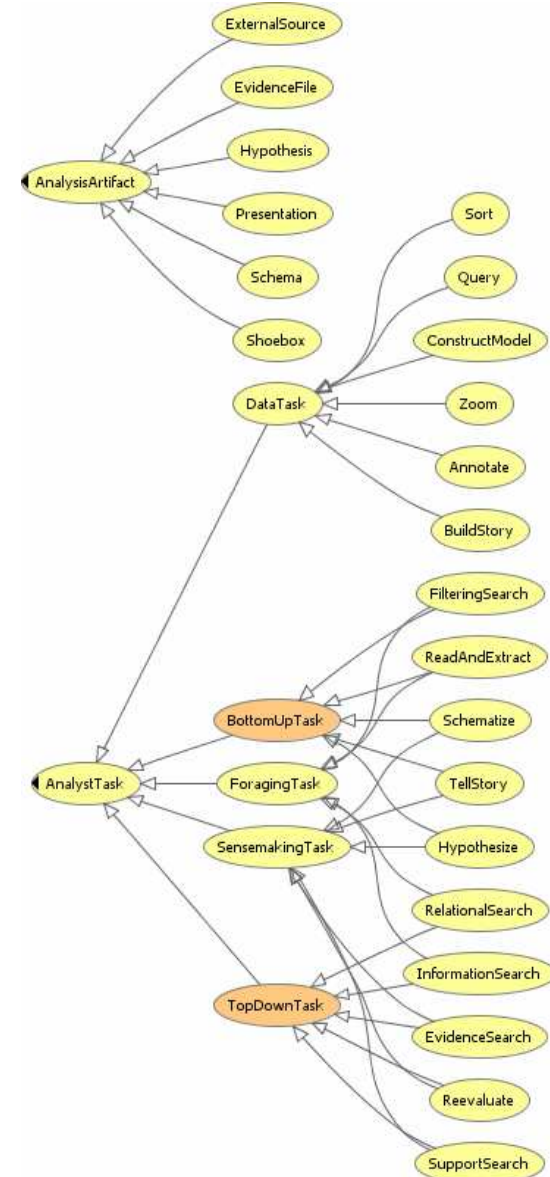 ExternalSource
EvidenceFile
Hypothesis
AnalysisArtifact
Presentation
Sort
Schema
Query
Shoebox
ConstructModel
DataTask
Zoom
Annotate
BuildStory
FilteringSearch
ReadAndExtract
BottomUpTask
Schematize
AnalystTask
ForagingTask
TellStory
SensemakingTask
Hypothesize
RelationalSearch
InformationSearch
TopDownTask
EvidenceSearch
Reevaluate
SupportSearch